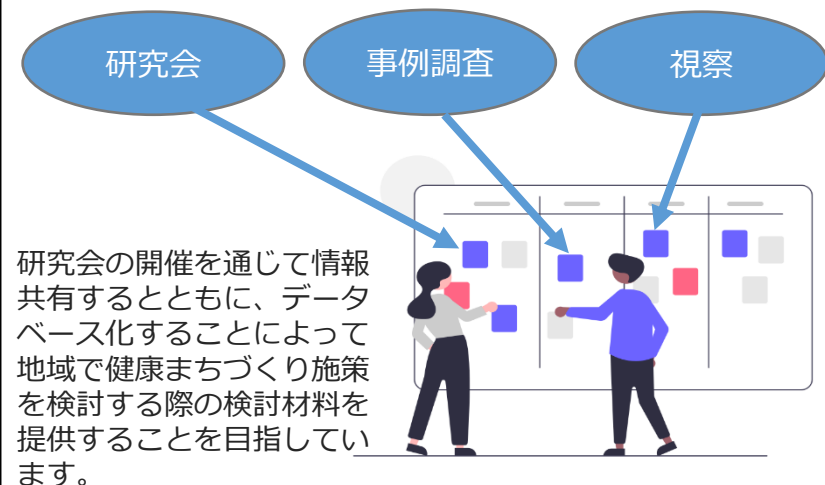 研究会
事例調査
視察
研究会の開催を通じて情報
共有するとともに、データ
ベース化することによって
地域で健康まちづくり施策
を検討する際の検討材料を
提供することを目指してい
ます。